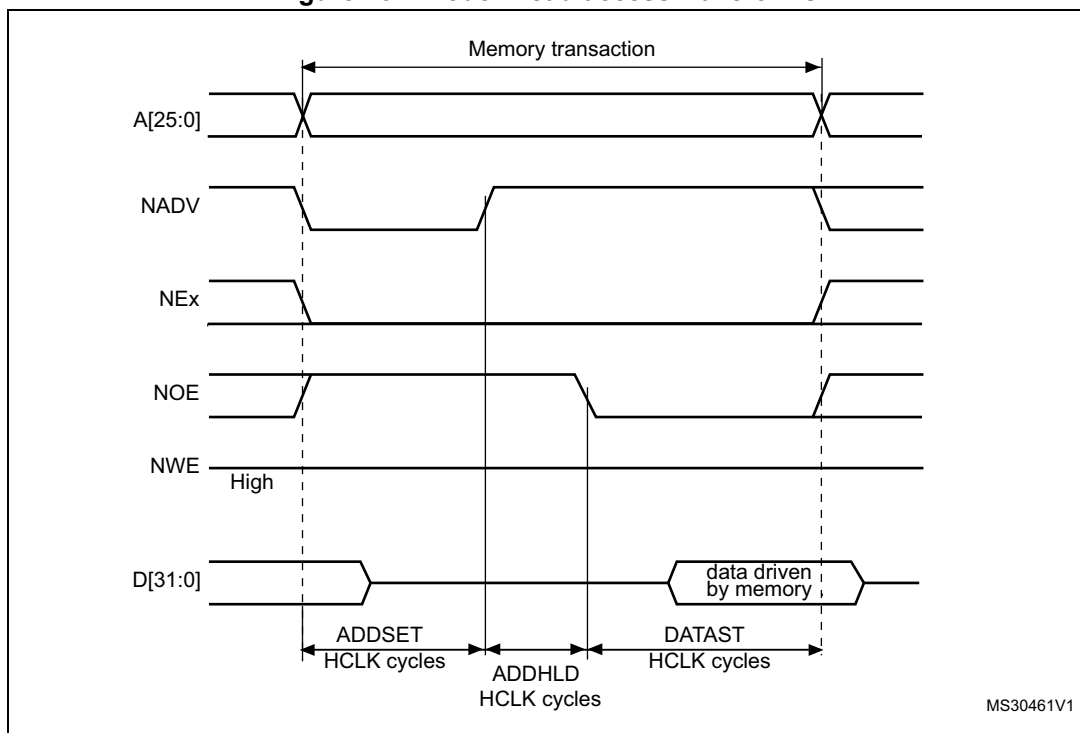 Memory transaction
A[25:0]
NADV
NEx
NOE
NWE
High
D[31:0]
data driven
by memory
ADDSET
HCLK cycles
ADDHLD
HCLK cycles
DATAST
HCLK cycles
MS30461V1